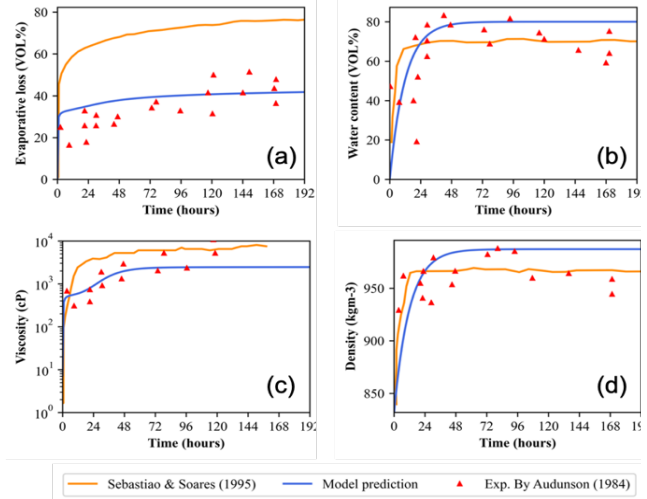 80
60
40
20
0
Evaporative loss (VOL%)
(a)
0 24 48 72 96 120 144 168 192
Time (hours)
80
60
40
20
0
Water content (VOL%)
(b)
0 24 48 72 96 120 144 168 19
Time (hours)
10^4
10^3
10^2
10^1
10^0
Viscosity (cP)
(c)
0 24 48 72 96 120 144 168 192
Time (hours)
950
900
850
Density (kgm-3)
(d)
0 24 48 72 96 120 144 168 19
Time (hours)
Sebastiao & Soares (1995) Model prediction Exp. By Audunson (1984)